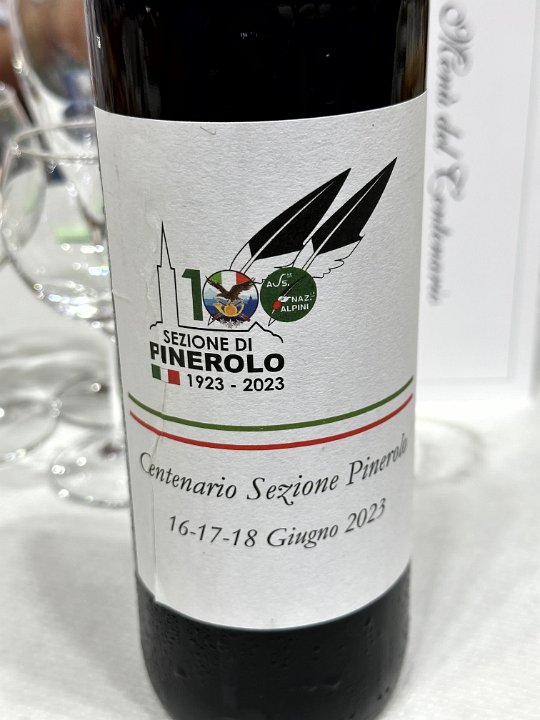 100
Ass.
NAZ.
ALPINI
SEZIONE DI
PINEROLO
1923 - 2023
Centenario Sezione Pinerolo
16-17-18 Giugno 2023
Menù del Centenario